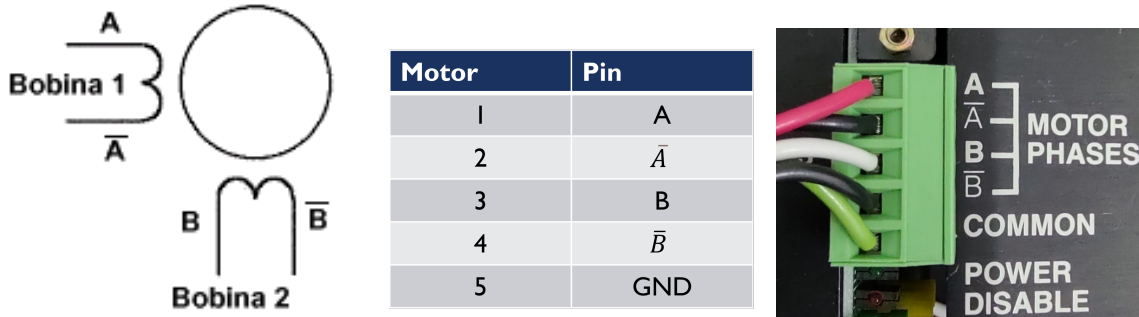 A
Bobina 1
A̅
B
B̅
Bobina 2
Motor Pin
1 A
2 A̅
3 B
4 B̅
5 GND
A
A̅
B
B̅
MOTOR
PHASES
COMMON
POWER
DISABLE